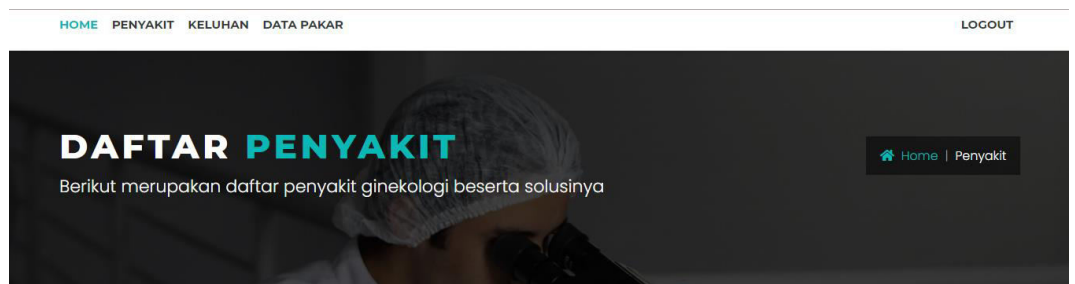 HOME PENYAKIT KELUHAN DATA PAKAR LOGOUT
DAFTAR PENYAKIT
Home | Penyakit
Berikut merupakan daftar penyakit ginekologi beserta solusinya